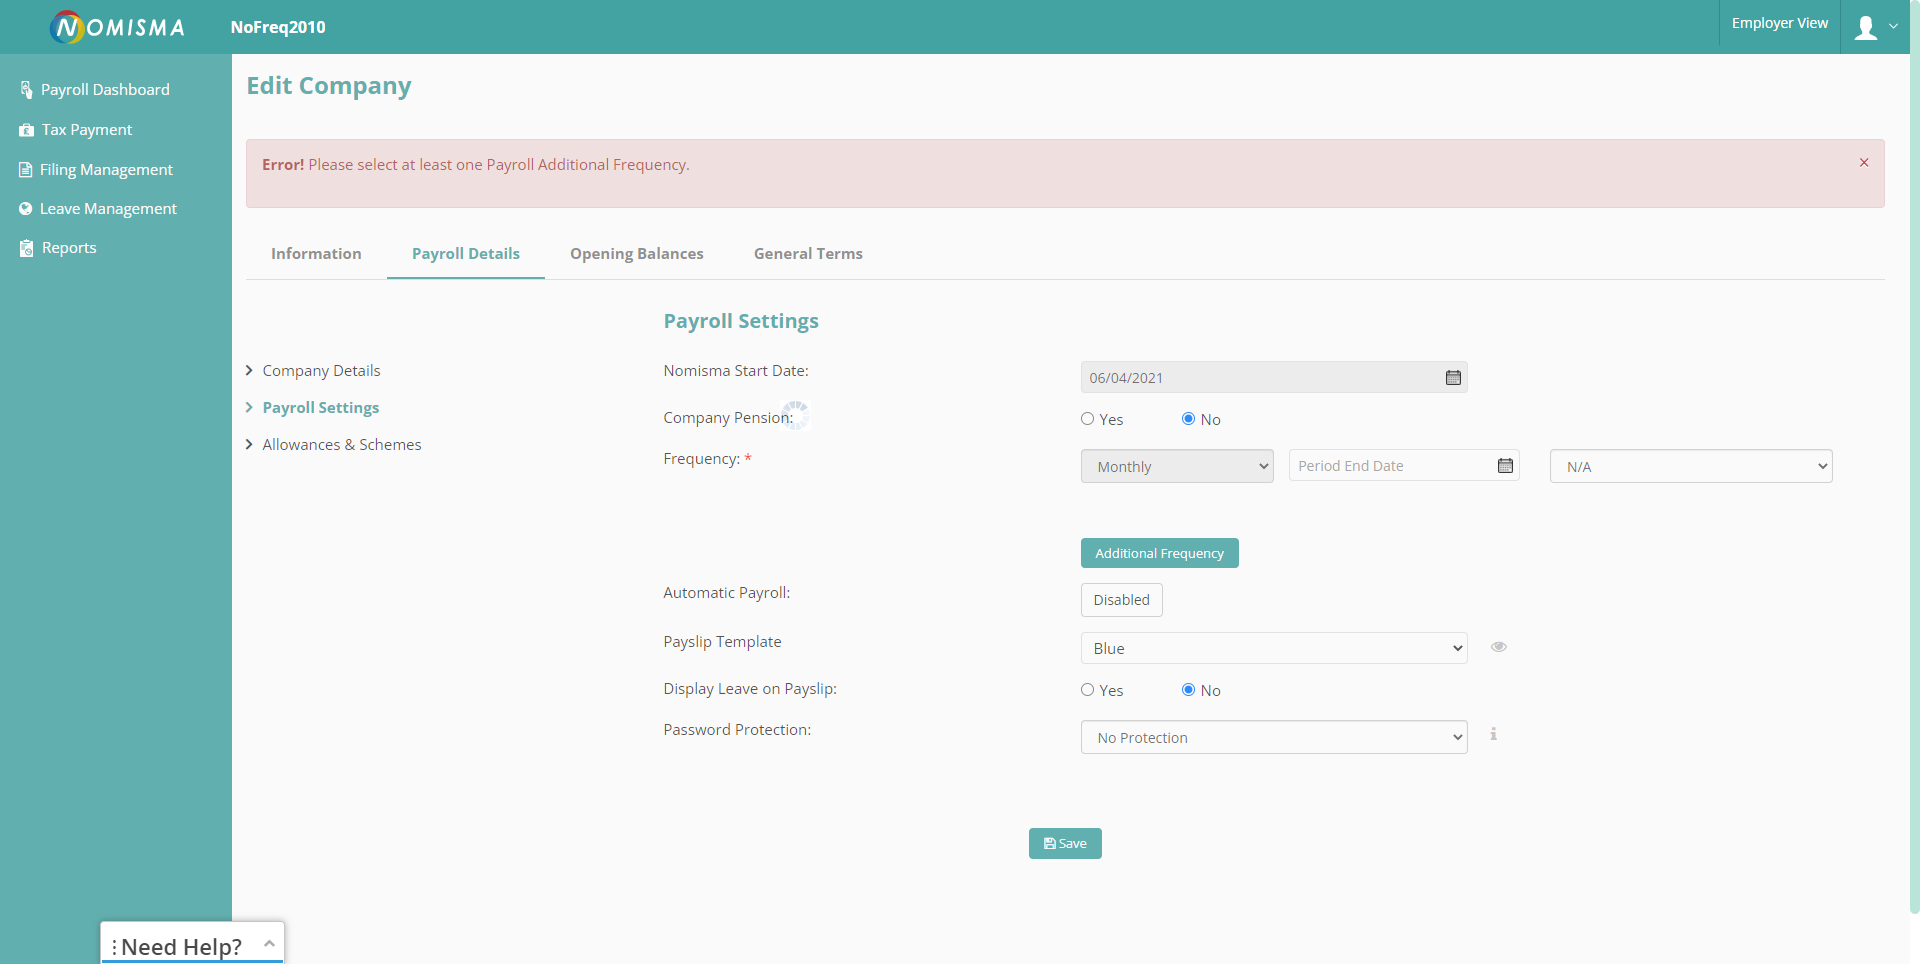 NOMISMA
NoFreq2010
Employer View
Payroll Dashboard
Tax Payment
Filing Management
Leave Management
Reports
Edit Company
Error! Please select at least one Payroll Additional Frequency.
×
Information
Payroll Details
Opening Balances
General Terms
Company Details
Payroll Settings
Allowances & Schemes
Payroll Settings
Nomisma Start Date:
06/04/2021
Company Pension:
Yes
No
Frequency: *
Monthly
Period End Date
N/A
Additional Frequency
Automatic Payroll:
Disabled
Payslip Template
Blue
Display Leave on Payslip:
Yes
No
Password Protection:
No Protection
Save
Need Help?